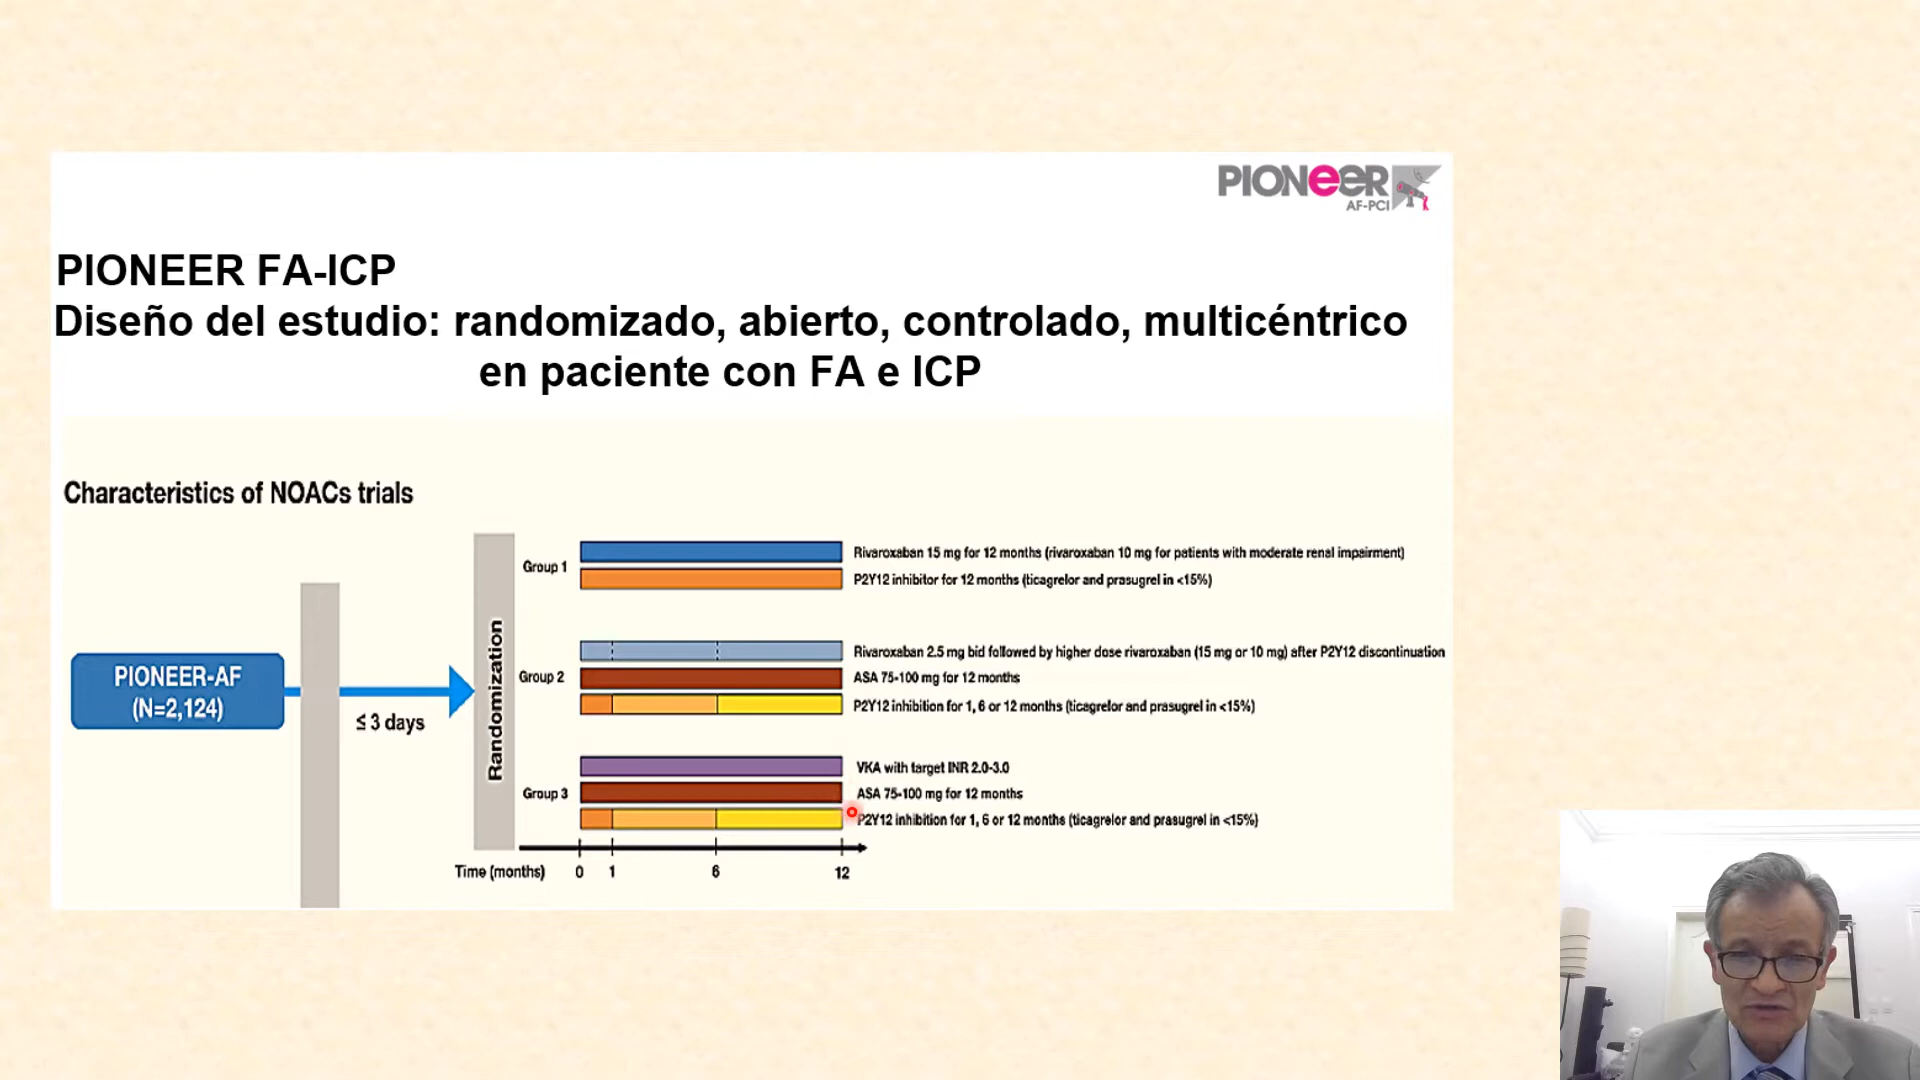 PIONEER
AF-PCI
PIONEER FA-ICP
Diseño del estudio: randomizado, abierto, controlado, multicéntrico
en paciente con FA e ICP
Characteristics of NOACs trials
PIONEER-AF
(N=2,124)
≤ 3 days
Randomization
Group 1
Rivaroxaban 15 mg for 12 months (rivaroxaban 10 mg for patients with moderate renal impairment)
P2Y12 inhibitor for 12 months (ticagrelor and prasugrel in <15%)
Group 2
Rivaroxaban 2.5 mg bid followed by higher dose rivaroxaban (15 mg or 10 mg) after P2Y12 discontinuation
ASA 75-100 mg for 12 months
P2Y12 inhibition for 1, 6 or 12 months (ticagrelor and prasugrel in <15%)
Group 3
VKA with target INR 2.0-3.0
ASA 75-100 mg for 12 months
P2Y12 inhibition for 1, 6 or 12 months (ticagrelor and prasugrel in <15%)
Time (months) 0 1 6 12